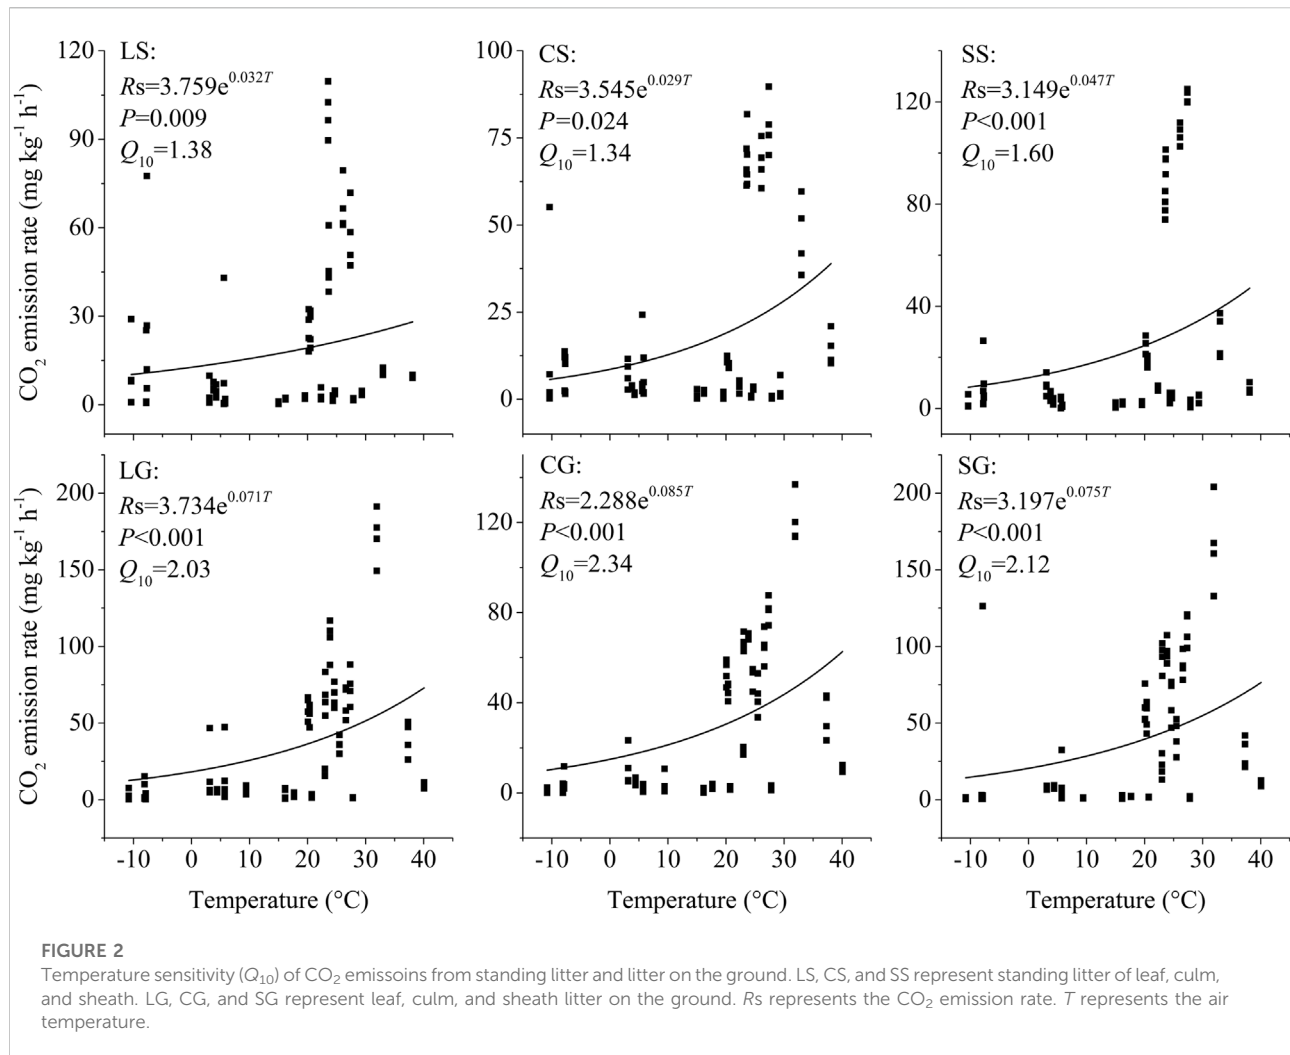 LS:
Rs=3.759e^0.032T
P=0.009
Q10=1.38
CO2 emission rate (mg kg-1 h-1)
120
90
60
30
0
CS:
Rs=3.545e^0.029T
P=0.024
Q10=1.34
100
75
50
25
0
SS:
Rs=3.149e^0.047T
P<0.001
Q10=1.60
120
80
40
0
LG:
Rs=3.734e^0.071T
P<0.001
Q10=2.03
CO2 emission rate (mg kg-1 h-1)
200
150
100
50
0
-10 0 10 20 30 40
Temperature (°C)
CG:
Rs=2.288e^0.085T
P<0.001
Q10=2.34
120
80
40
0
-10 0 10 20 30 40
Temperature (°C)
SG:
Rs=3.197e^0.075T
P<0.001
Q10=2.12
200
150
100
50
0
-10 0 10 20 30 40
Temperature (°C)
FIGURE 2
Temperature sensitivity (Q10) of CO2 emissoins from standing litter and litter on the ground. LS, CS, and SS represent standing litter of leaf, culm,
and sheath. LG, CG, and SG represent leaf, culm, and sheath litter on the ground. Rs represents the CO2 emission rate. T represents the air
temperature.